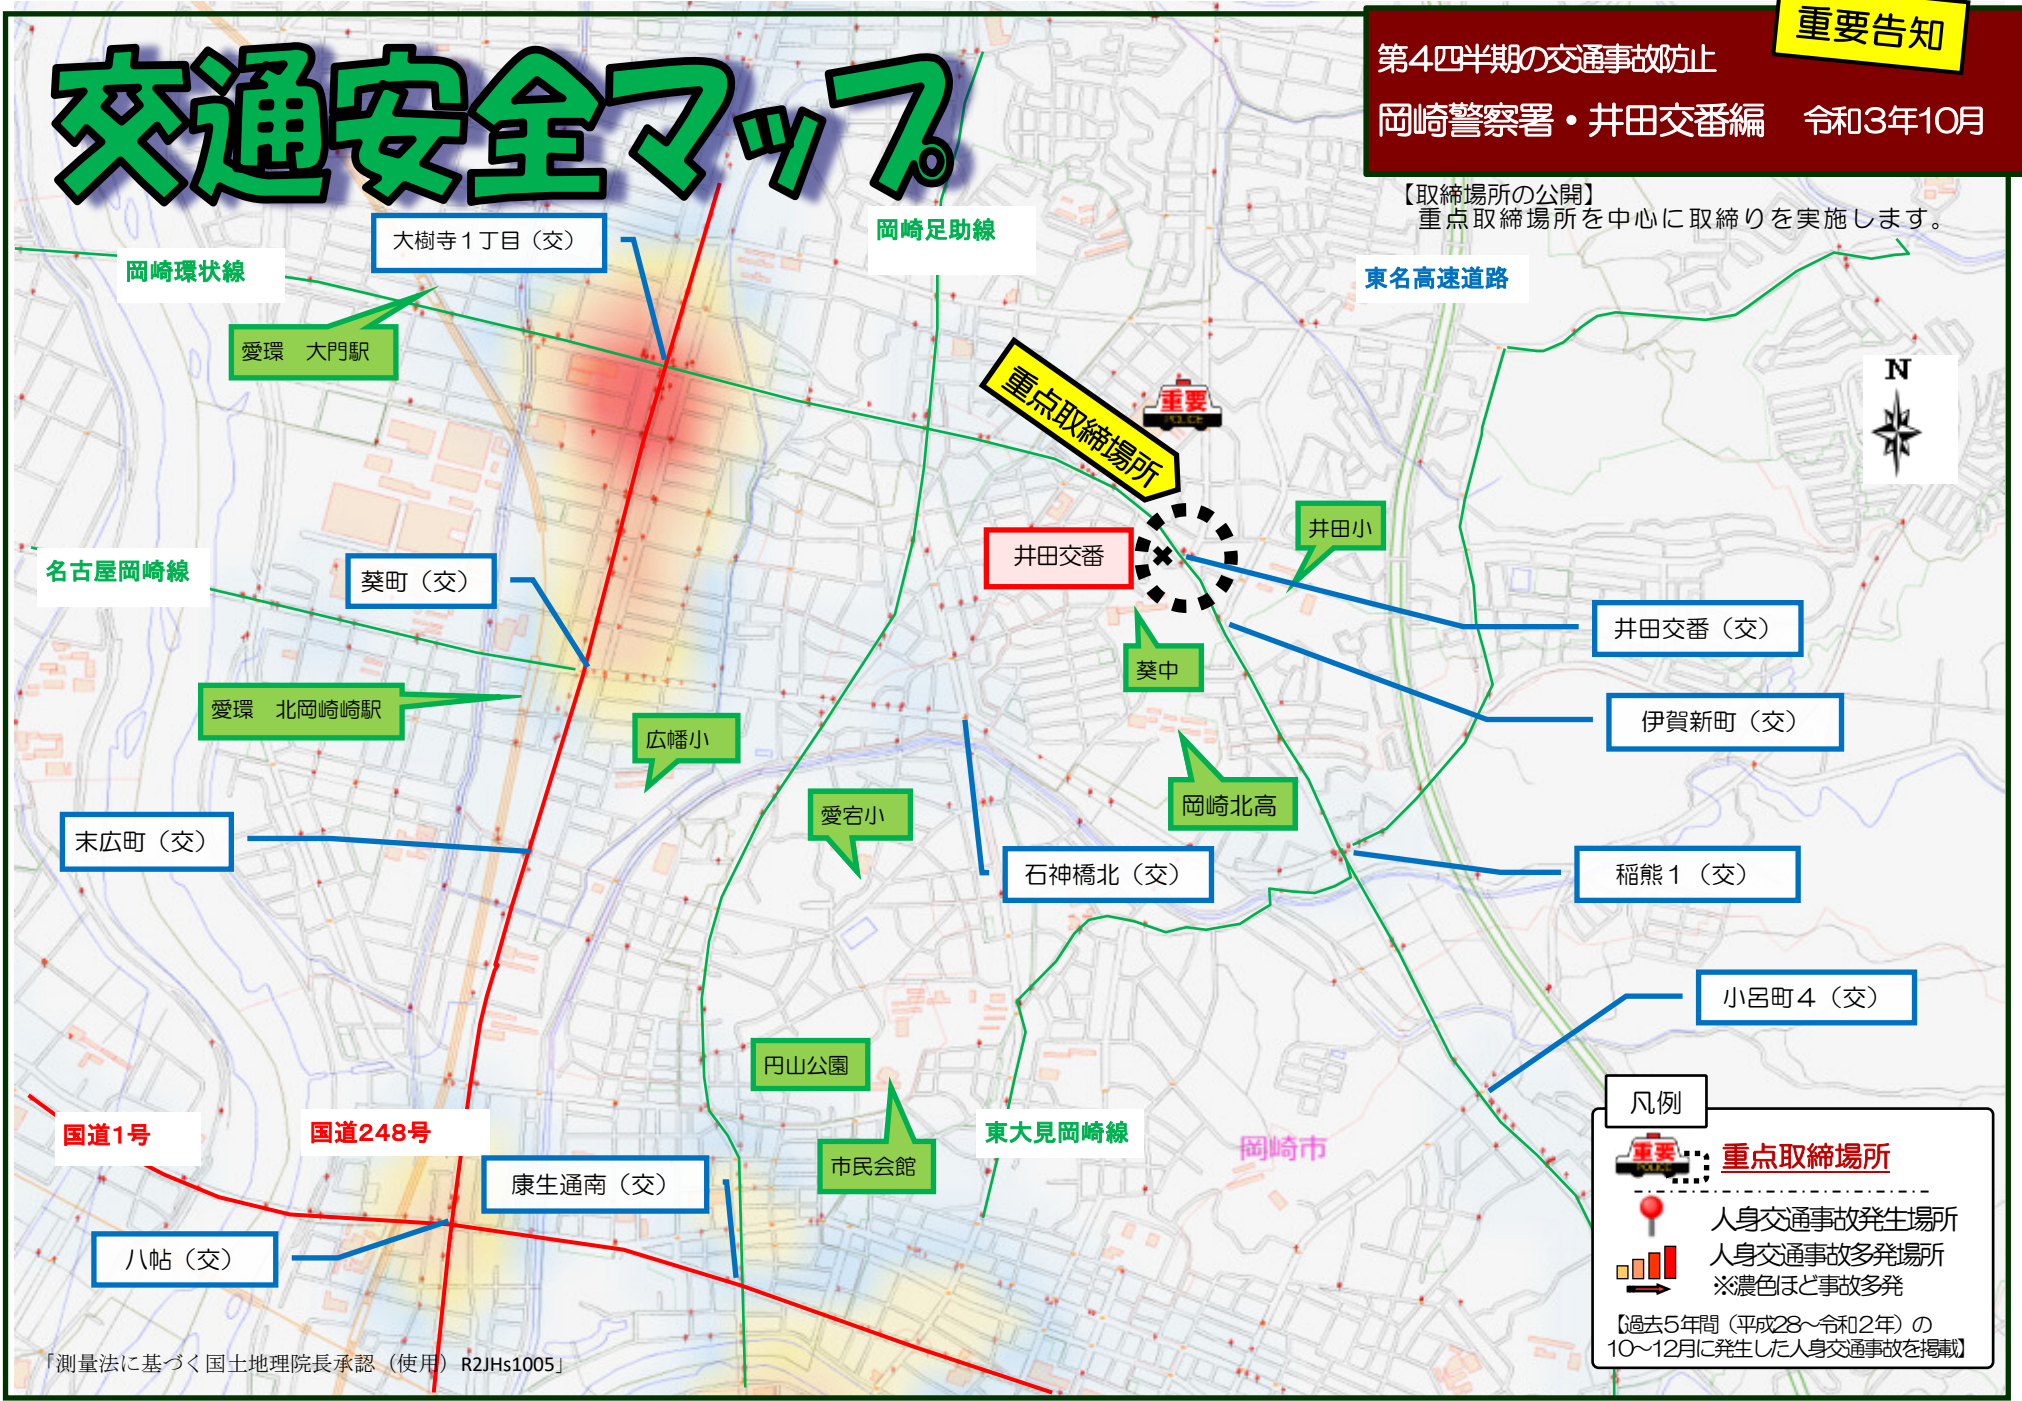 交通安全マップ
重要告知
第4四半期の交通事故防止
岡崎警察署・井田交番編 令和3年10月
【取締場所の公開】
重点取締場所を中心に取締りを実施します。
大樹寺1丁目（交）
岡崎足助線
岡崎環状線
東名高速道路
愛環 大門駅
N
重点取締場所
重要
POLICE
井田小
井田交番
名古屋岡崎線
葵町（交）
井田交番（交）
葵中
愛環 北岡崎崎駅
伊賀新町（交）
広幡小
岡崎北高
愛宕小
末広町（交）
石神橋北（交）
稲熊1（交）
小呂町4（交）
円山公園
国道1号
国道248号
東大見岡崎線
岡崎市
市民会館
康生通南（交）
八帖（交）
凡例
重要
POLICE
重点取締場所
人身交通事故発生場所
人身交通事故多発場所
※濃色ほど事故多発
【過去5年間（平成28～令和2年）の
10～12月に発生した人身交通事故を掲載】
「測量法に基づく国土地理院長承認（使用）R2JHs1005」